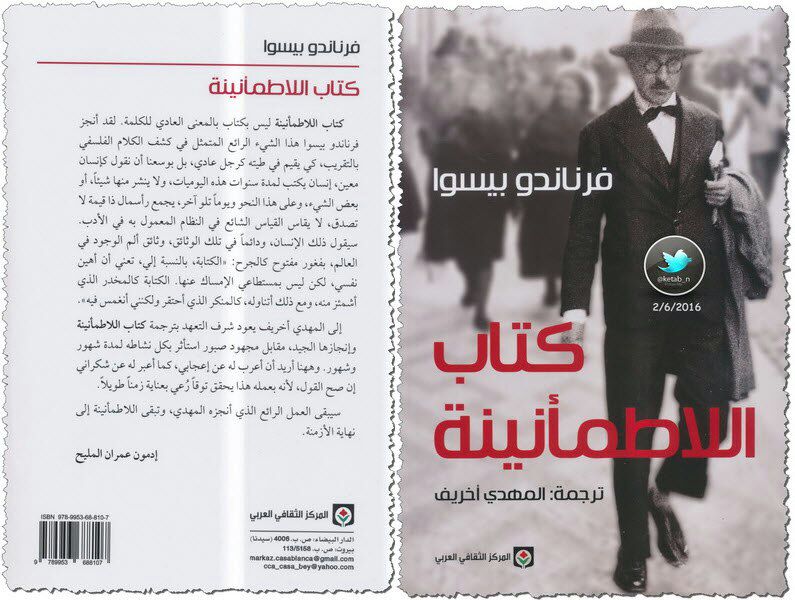 فرناندو بيسوا
@ketab_n
2/6/2016
كتاب
اللاطمأنينة
ترجمة: المهدي أخريف
المركز الثقافي العربي
فرناندو بيسوا
كتاب اللاطمأنينة
كتاب اللاطمأنينة ليس بكتاب بالمعنى العادي للكلمة. لقد أنجز
فرناندو بيسوا هذا الشيء الرائع المتمثل في كشف الكلام الفلسفي
بالتقريب، كي يقيم في طيته كرجل عادي، بل بوسعنا أن نقول كإنسان
معين، إنسان يكتب لمدة سنوات هذه اليوميات، ولا ينشر منها شيئاً، أو
بعض الشيء، وعلى هذا النحو ويوماً تلو آخر، يجمع رأسمال ذا قيمة لا
تصدق، لا يقاس القياس الشائع في النظام المعمول به في الأدب.
سيقول ذلك الإنسان، ودائماً في تلك الوثائق، وثائق ألم الوجود في
العالم، بفغور مفتوح كالجرح: «الكتابة، بالنسبة إلي، تعني أن أهين
نفسي، لكن ليس بمستطاعي الإمساك عنها. الكتابة كالمخدر الذي
أشمئز منه، ومع ذلك أتناوله، كالمنكر الذي أحتقر ولكنني أنغمس فيه».
إلى المهدي أخريف يعود شرف التعهد بترجمة كتاب اللاطمأنينة
وإنجازها الجيد، مقابل مجهود صبور استأثر بكل نشاطه لمدة شهور
وشهور. وههنا أريد أن أعرب له عن إعجابي، كما أعبر له عن شكراني
إن صح القول، لأنه بعمله هذا يحقق توقاً رُعي بعناية زمناً طويلاً.
سيبقى العمل الرائع الذي أنجزه المهدي، وتبقى اللاطمأنينة إلى
نهاية الأزمنة.
إدمون عمران المليح
المركز الثقافي العربي
الدار البيضاء: ص. ب. 4006 (سيدنا)
بيروت: ص. ب. 113/5158
markaz.casablanca@gmail.com
cca_casa_bey@yahoo.com
ISBN 978-9953-68-810-7
9 789953 688107